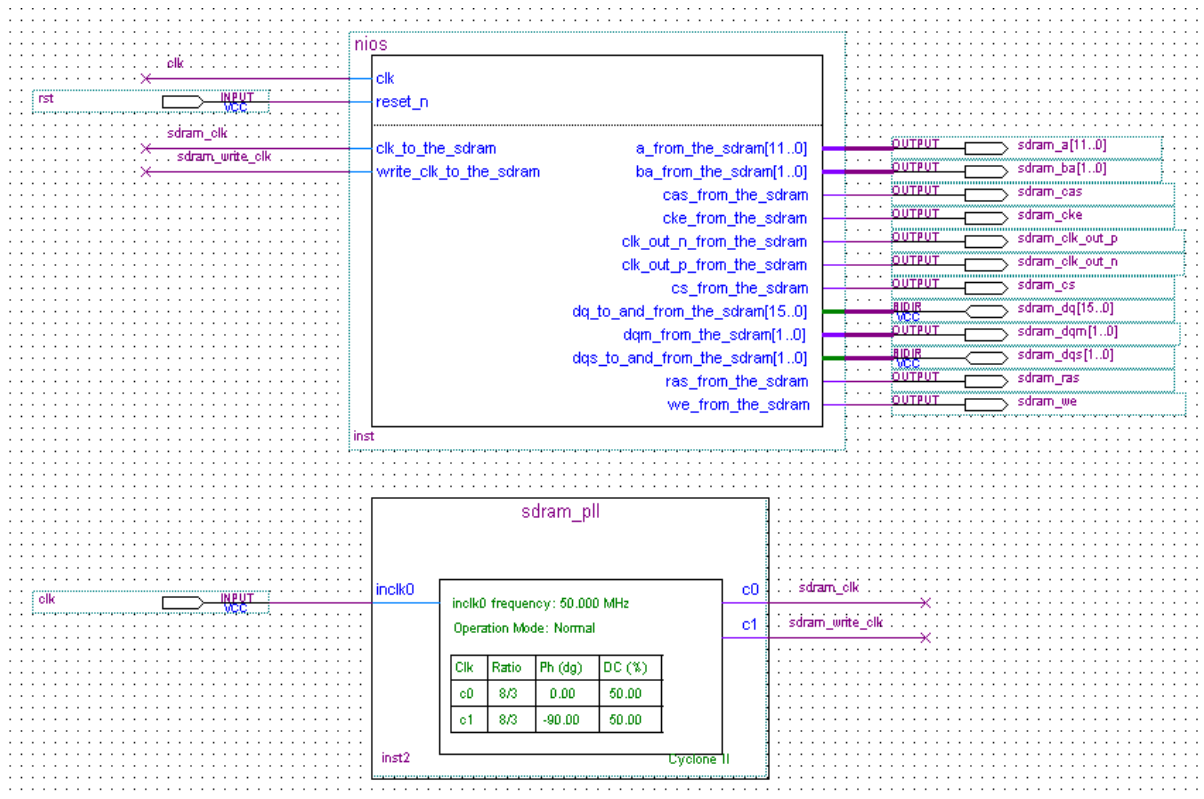 nios
clk
clk
rst
INPUT
VCC
reset_n
sdram_clk
clk_to_the_sdram
sdram_write_clk
write_clk_to_the_sdram
a_from_the_sdram[11..0]
OUTPUT
sdram_a[11..0]
ba_from_the_sdram[1..0]
OUTPUT
sdram_ba[1..0]
cas_from_the_sdram
OUTPUT
sdram_cas
cke_from_the_sdram
OUTPUT
sdram_cke
clk_out_n_from_the_sdram
OUTPUT
sdram_clk_out_p
clk_out_p_from_the_sdram
OUTPUT
sdram_clk_out_n
cs_from_the_sdram
OUTPUT
sdram_cs
dq_to_and_from_the_sdram[15..0]
BIDIR
VCC
sdram_dq[15..0]
dqm_from_the_sdram[1..0]
OUTPUT
sdram_dqm[1..0]
dqs_to_and_from_the_sdram[1..0]
BIDIR
VCC
sdram_dqs[1..0]
ras_from_the_sdram
OUTPUT
sdram_ras
we_from_the_sdram
OUTPUT
sdram_we
inst
sdram_pll
clk
INPUT
VCC
inclk0
inclk0 frequency: 50.000 MHz
Operation Mode: Normal
Clk Ratio Ph (dg) DC (%)
c0 8/3 0.00 50.00
c1 8/3 -90.00 50.00
c0
sdram_clk
c1
sdram_write_clk
inst2
Cyclone II